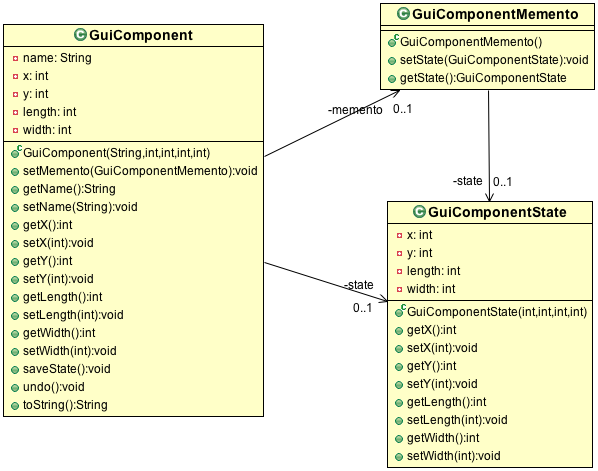 GuiComponent
name: String
x: int
y: int
length: int
width: int
GuiComponent(String,int,int,int,int)
setMemento(GuiComponentMemento):void
getName():String
setName(String):void
getX():int
setX(int):void
getY():int
setY(int):void
getLength():int
setLength(int):void
getWidth():int
setWidth(int):void
saveState():void
undo():void
toString():String
-memento
0..1
-state
0..1
GuiComponentMemento
GuiComponentMemento()
setState(GuiComponentState):void
getState():GuiComponentState
-state
0..1
GuiComponentState
x: int
y: int
length: int
width: int
GuiComponentState(int,int,int,int)
getX():int
setX(int):void
getY():int
setY(int):void
getLength():int
setLength(int):void
getWidth():int
setWidth(int):void